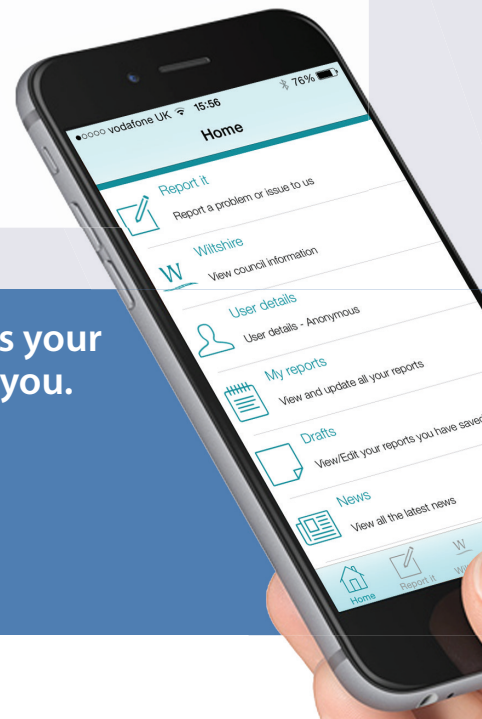 vodafone UK 15:56 76%
Home
Report it
Report a problem or issue to us
W
Wiltshire
View council information
User details
User details - Anonymous
My reports
View and update all your reports
Drafts
View/Edit your reports you have saved
News
View all the latest news
Home Report it W
s your
you.